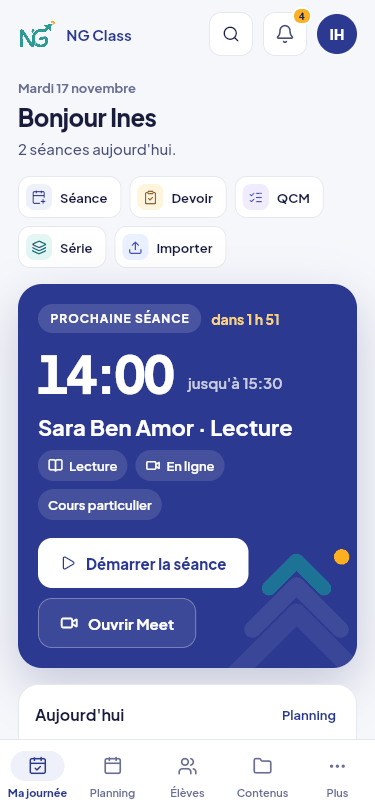 NG NG Class 4 IH
Mardi 17 novembre
Bonjour Ines
2 séances aujourd'hui.
Séance Devoir QCM
Série Importer
PROCHAINE SÉANCE dans 1 h 51
14:00 jusqu'à 15:30
Sara Ben Amor · Lecture
Lecture En ligne
Cours particulier
Démarrer la séance
Ouvrir Meet
Aujourd'hui Planning
Ma journée Planning Élèves Contenus Plus